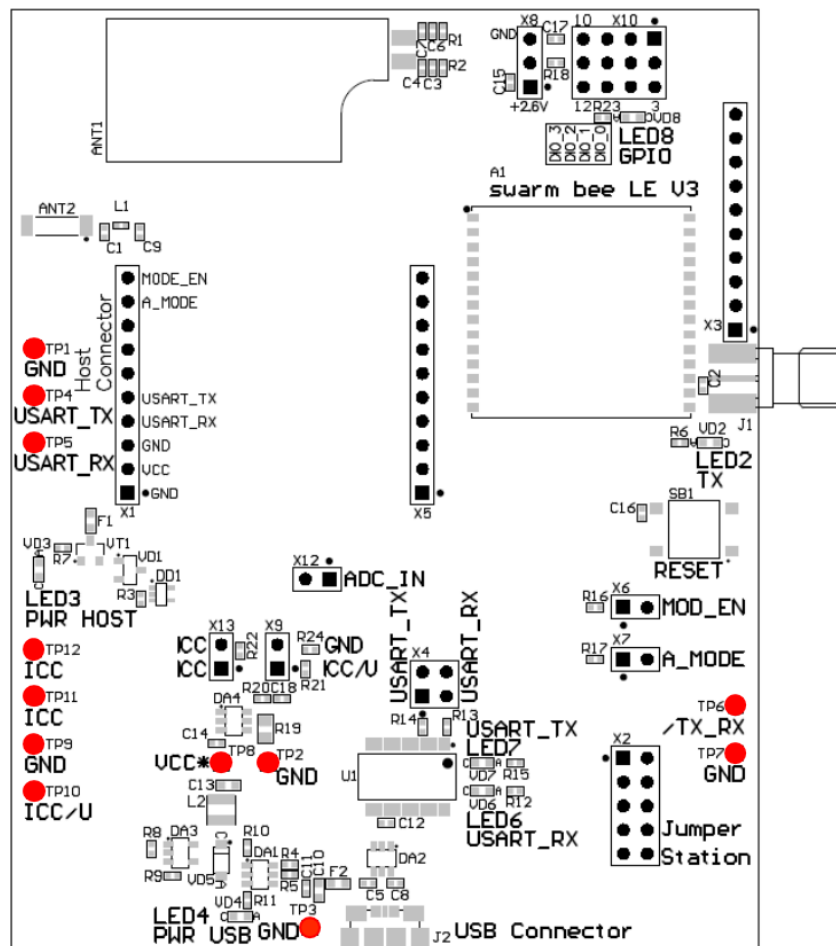 X8
C17
10 X10
GND
C7
C6
R1
R2
C4 C3
C15
R18
+2.6V
12 R23 3
VD8
LED8
GPIO
DIO_3
DIO_2
DIO_1
DIO_0
ANT1
A1
swarm bee LE V3
ANT2
L1
C1
C9
MODE_EN
A_MODE
Host
Connector
X3
TP1
GND
TP4
USART_TX
USART_TX
TP5
USART_RX
USART_RX
GND
VCC
GND
X1
X5
C2
J1
R6
VD2
LED2
TX
F1
SB1
C16
RESET
VD3
R7
VT1
VD1
DD1
R3
C
A
LED3
PWR HOST
X12
ADC_IN
X6
R16
MOD_EN
X7
R17
A_MODE
TP12
ICC
TP11
ICC
TP9
GND
TP10
ICC/U
X13
X9
ICC
ICC
R22
R24
GND
ICC/U
R21
R20
C18
DA4
R19
C14
TP8
VCC*
TP2
GND
USART_TX
USART_RX
X4
R14
R13
USART_TX
LED7
U1
C
VD7
A
R15
C
VD6
A
R12
LED6
USART_RX
TP6
/TX_RX
TP7
GND
X2
Jumper
Station
C13
L2
C12
R8
DA3
R9
VD5
C
A
R10
DA1
R4
R5
C11
C10
F2
DA2
C5
C8
VD4
R11
C
A
LED4
PWR USB
TP3
GND
J2
USB Connector